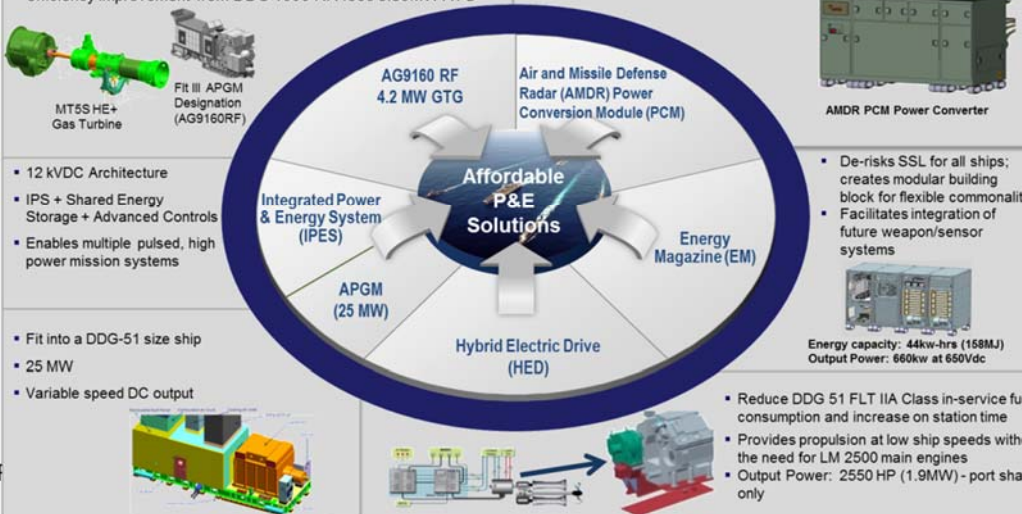 MT5S HE+
Gas Turbine
Flt III APGM
Designation
(AG9160RF)
AG9160 RF
4.2 MW GTG
Air and Missile Defense
Radar (AMDR) Power
Conversion Module (PCM)
AMDR PCM Power Converter
▪ 12 kVDC Architecture
▪ IPS + Shared Energy
Storage + Advanced Controls
▪ Enables multiple pulsed, high
power mission systems
Integrated Power
& Energy System
(IPES)
Affordable
P&E
Solutions
Energy
Magazine (EM)
APGM
(25 MW)
Hybrid Electric Drive
(HED)
▪ De-risks SSL for all ships;
creates modular building
block for flexible
▪ Facilitates integration of
future weapon/sensor
systems
Energy capacity: 44kw-hrs (158MJ)
Output Power: 660kw at 650Vdc
▪ Fit into a DDG-51 size ship
▪ 25 MW
▪ Variable speed DC output
▪ Reduce DDG 51 FLT IIA Class in-service
consumption and increase on station time
▪ Provides propulsion at low ship speeds
the need for LM 2500 main engines
▪ Output Power: 2550 HP (1.9MW) - port
only